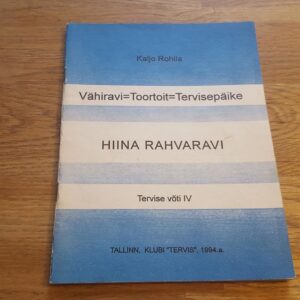 Kaljo Rohila
Vähiravi=Toortoit=Tervisepäike
HIINA RAHVARAVI
Tervise võti IV
TALLINN, KLUBI "TERVIS", 1994.a.